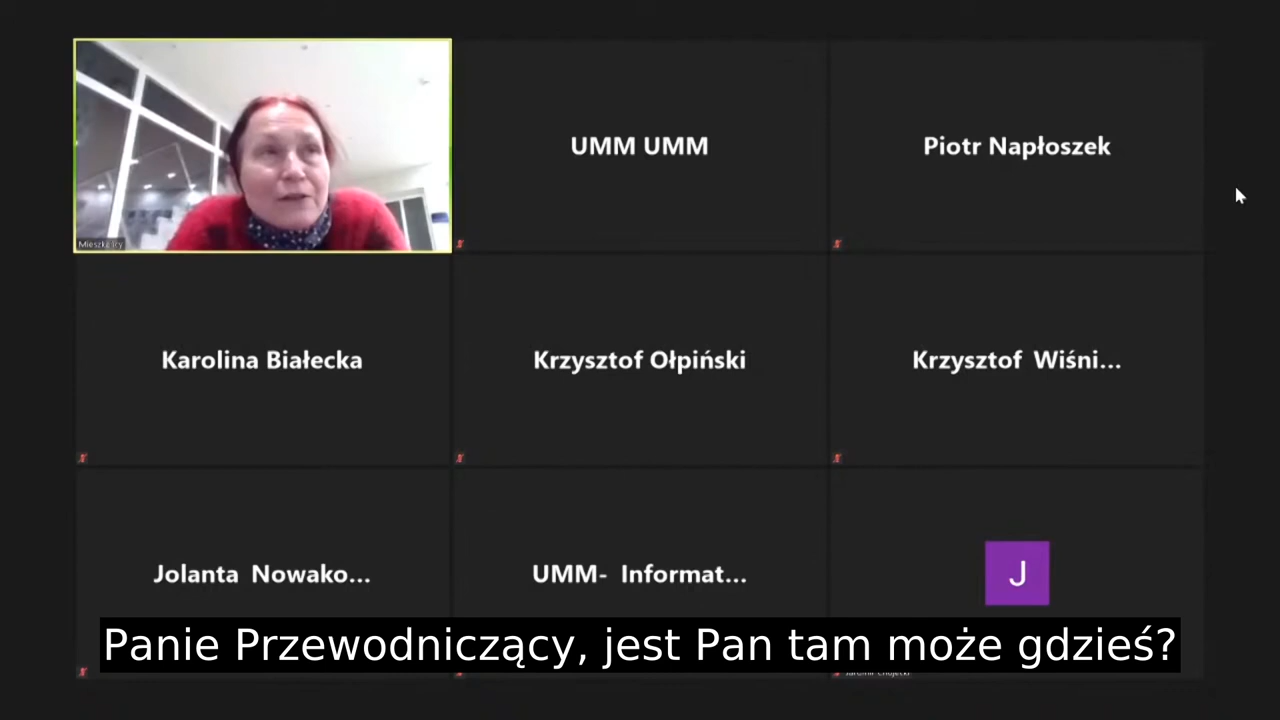 Mieszkańcy
UMM UMM
Piotr Napłoszek
Karolina Białecka
Krzysztof Ołpiński
Krzysztof Wiśni...
Jolanta Nowako...
UMM- Informat...
J
Panie Przewodniczący, jest Pan tam może gdzieś?